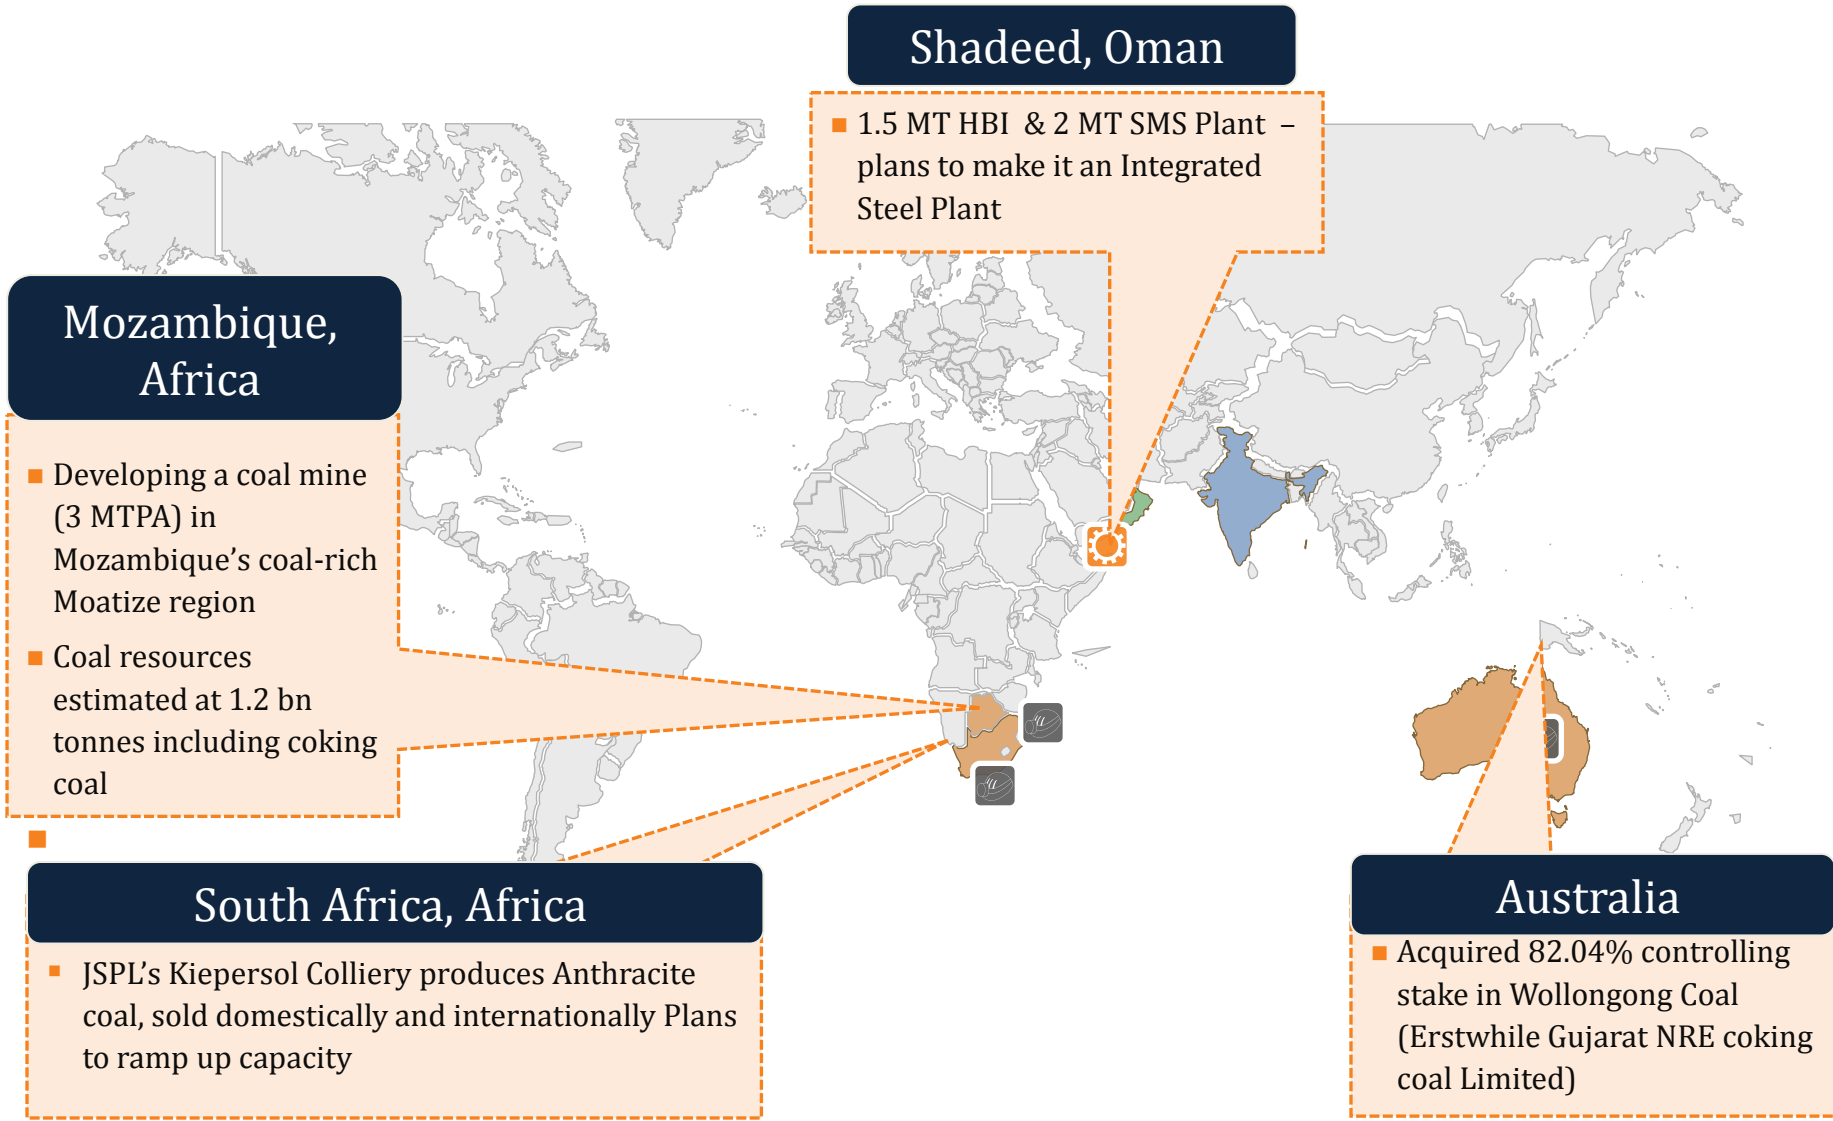 Shadeed, Oman
■ 1.5 MT HBI & 2 MT SMS Plant –
plans to make it an Integrated
Steel Plant
Mozambique,
Africa
■ Developing a coal mine
(3 MTPA) in
Mozambique’s coal-rich
Moatize region
■ Coal resources
estimated at 1.2 bn
tonnes including coking
coal
South Africa, Africa
■ JSPL’s Kiepersol Colliery produces Anthracite
coal, sold domestically and internationally Plans
to ramp up capacity
Australia
■ Acquired 82.04% controlling
stake in Wollongong Coal
(Erstwhile Gujarat NRE coking
coal Limited)